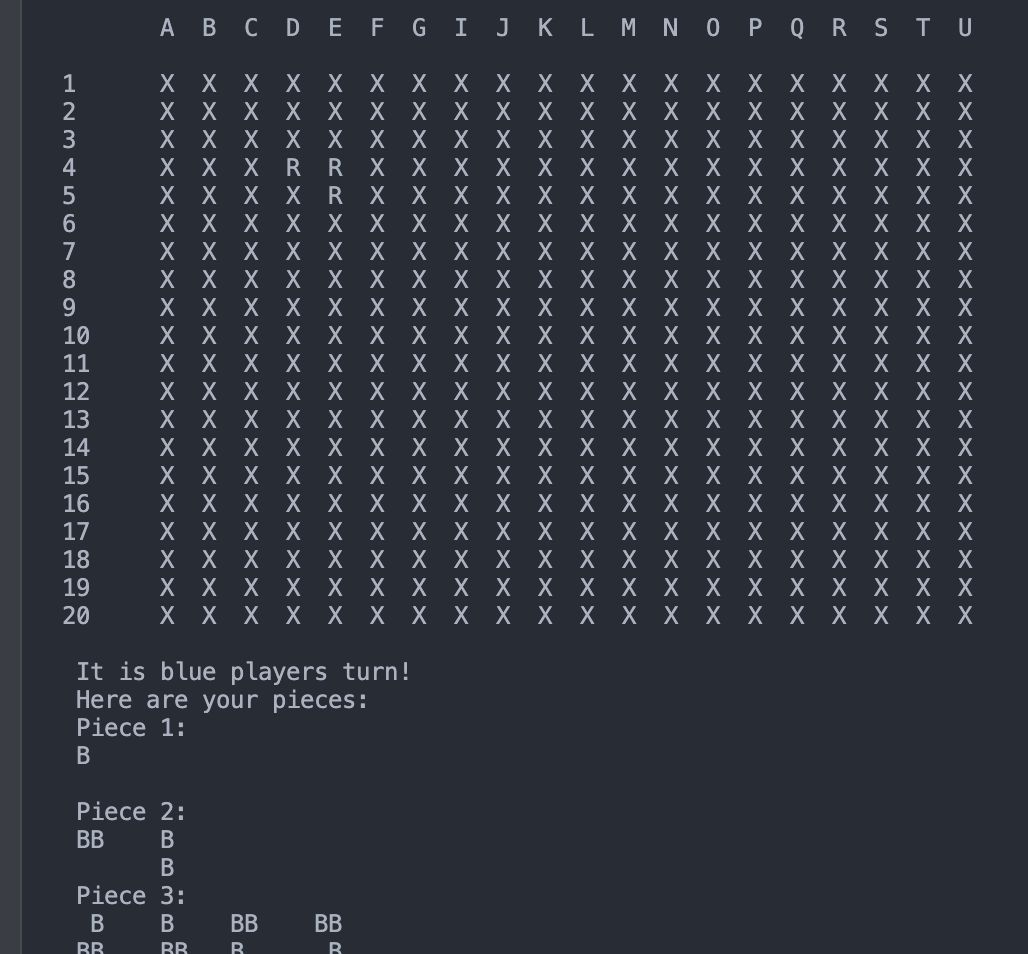 A B C D E F G I J K L M N O P Q R S T U
1 X X X X X X X X X X X X X X X X X X X X
2 X X X X X X X X X X X X X X X X X X X X
3 X X X X X X X X X X X X X X X X X X X X
4 X X X R R X X X X X X X X X X X X X X X
5 X X X X R X X X X X X X X X X X X X X X
6 X X X X X X X X X X X X X X X X X X X X
7 X X X X X X X X X X X X X X X X X X X X
8 X X X X X X X X X X X X X X X X X X X X
9 X X X X X X X X X X X X X X X X X X X X
10 X X X X X X X X X X X X X X X X X X X X
11 X X X X X X X X X X X X X X X X X X X X
12 X X X X X X X X X X X X X X X X X X X X
13 X X X X X X X X X X X X X X X X X X X X
14 X X X X X X X X X X X X X X X X X X X X
15 X X X X X X X X X X X X X X X X X X X X
16 X X X X X X X X X X X X X X X X X X X X
17 X X X X X X X X X X X X X X X X X X X X
18 X X X X X X X X X X X X X X X X X X X X
19 X X X X X X X X X X X X X X X X X X X X
20 X X X X X X X X X X X X X X X X X X X X
It is blue players turn!
Here are your pieces:
Piece 1:
B
Piece 2:
BB B
B
Piece 3:
B B BB BB
BB BB B B